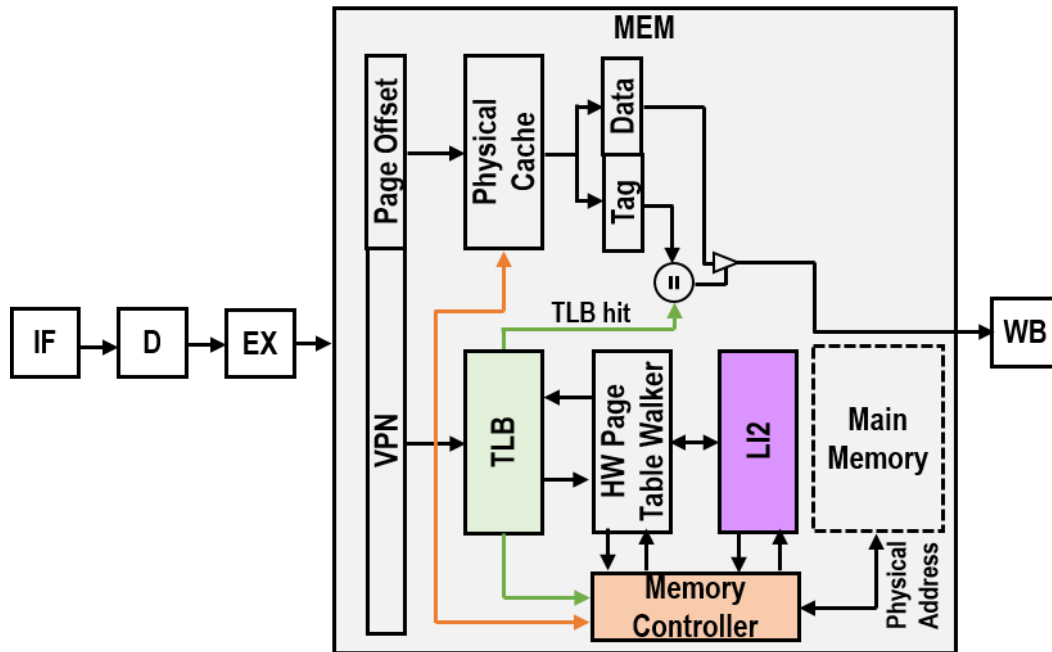 MEM
Page Offset
Physical
Cache
Data
Tag
=
TLB hit
IF
D
EX
WB
VPN
TLB
HW Page
Table Walker
LI2
Main
Memory
Physical
Address
Memory
Controller